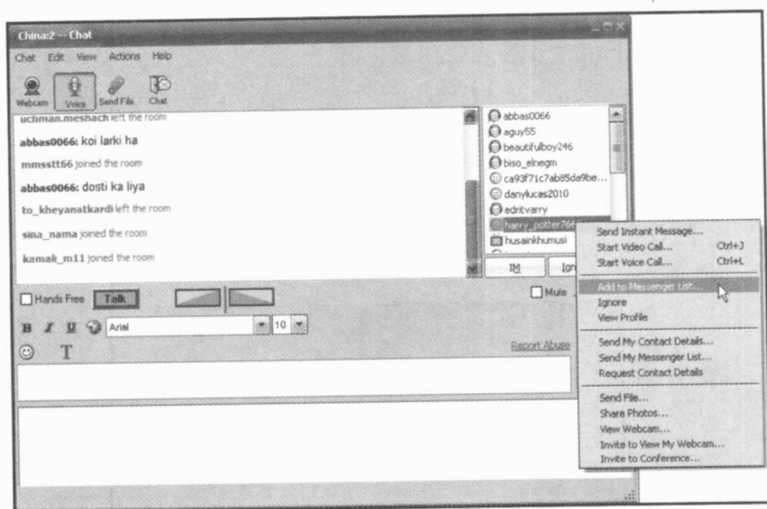 China:2 -- Chat
Chat Edit View Actions Help
Webcam Voice Send File Chat
uchman.meshach left the room
abbas0066: koi larki ha
mmsstt66 joined the room
abbas0066: dosti ka liya
to_kheyanatkardi left the room
sina_nama joined the room
kamali_m11 joined the room
abbas0066
aguy55
beautifulboy246
biso_elnegm
ca93f71c7ab85da9be...
danylucas2010
edritvarry
harry_potter766
husainkhumusi
IM Ign
Hands Free Talk
Mute
B I U Arial 10
T
Report Abuse
Send Instant Message...
Start Video Call... Ctrl+J
Start Voice Call... Ctrl+L
Add to Messenger List...
Ignore
View Profile
Send My Contact Details...
Send My Messenger List...
Request Contact Details
Send File...
Share Photos...
View Webcam...
Invite to View My Webcam...
Invite to Conference...